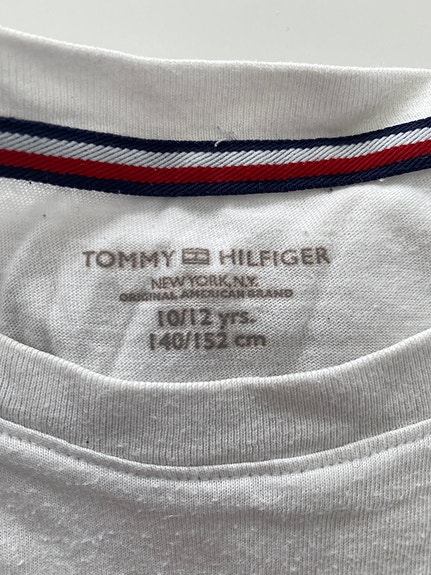 TOMMY HILFIGER
NEW YORK, N.Y.
ORIGINAL AMERICAN BRAND
10/12 yrs.
140/152 cm